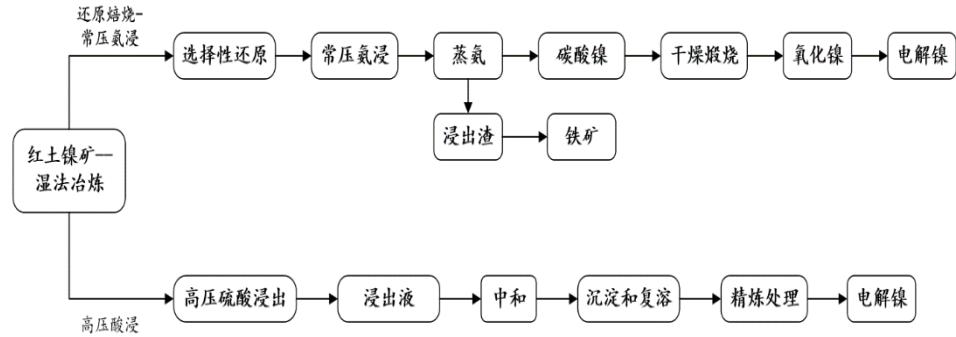 还原焙烧-
常压氨浸
选择性还原
常压氨浸
蒸氨
碳酸镍
干燥煅烧
氧化镍
电解镍
浸出渣
铁矿
红土镍矿—
湿法冶炼
高压硫酸浸出
浸出液
中和
沉淀和复溶
精炼处理
电解镍
高压酸浸